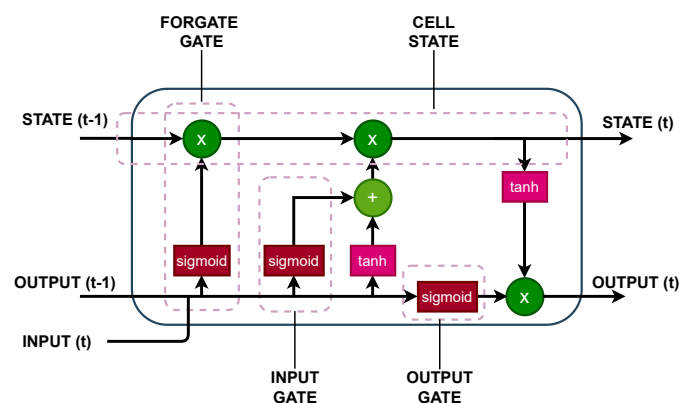 FORGATE
GATE
CELL
STATE
STATE (t-1)
X
X
STATE (t)
tanh
+
sigmoid
sigmoid
tanh
OUTPUT (t-1)
sigmoid
X
OUTPUT (t)
INPUT (t)
INPUT
GATE
OUTPUT
GATE